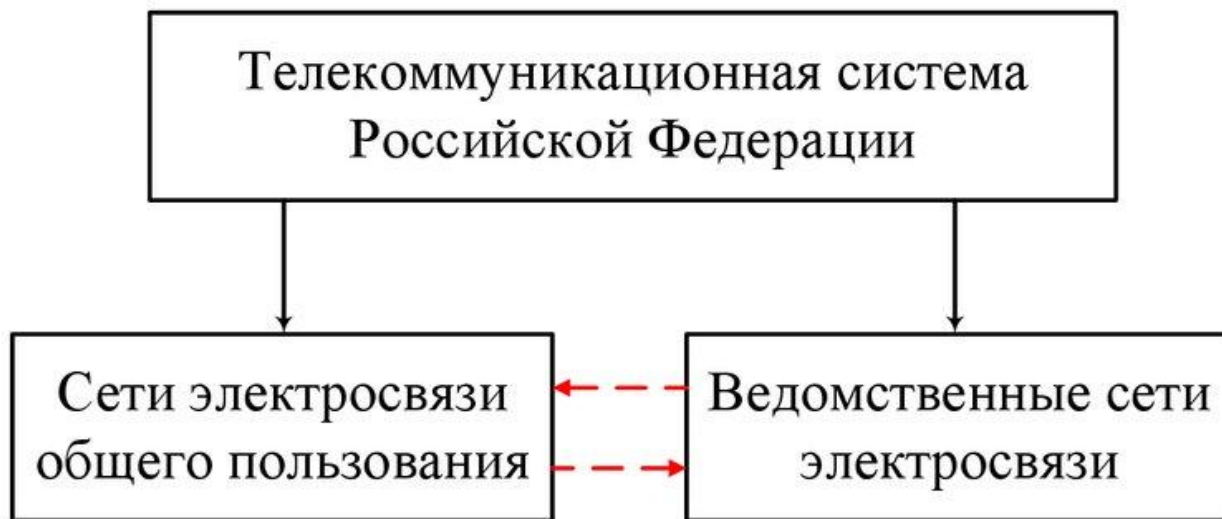 Телекоммуникационная система
Российской Федерации
Сети электросвязи
общего пользования
Ведомственные сети
электросвязи